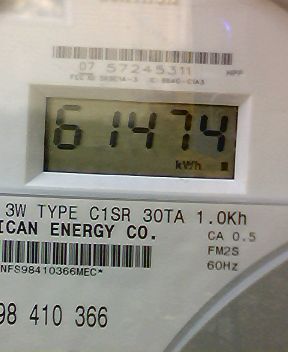 07 57245311
61474
kWh
3W TYPE C1SR 30TA 1.0Kh
ICAN ENERGY CO.
CA 0.5
FM2S
60Hz
NFS98410366MEC*
98 410 366